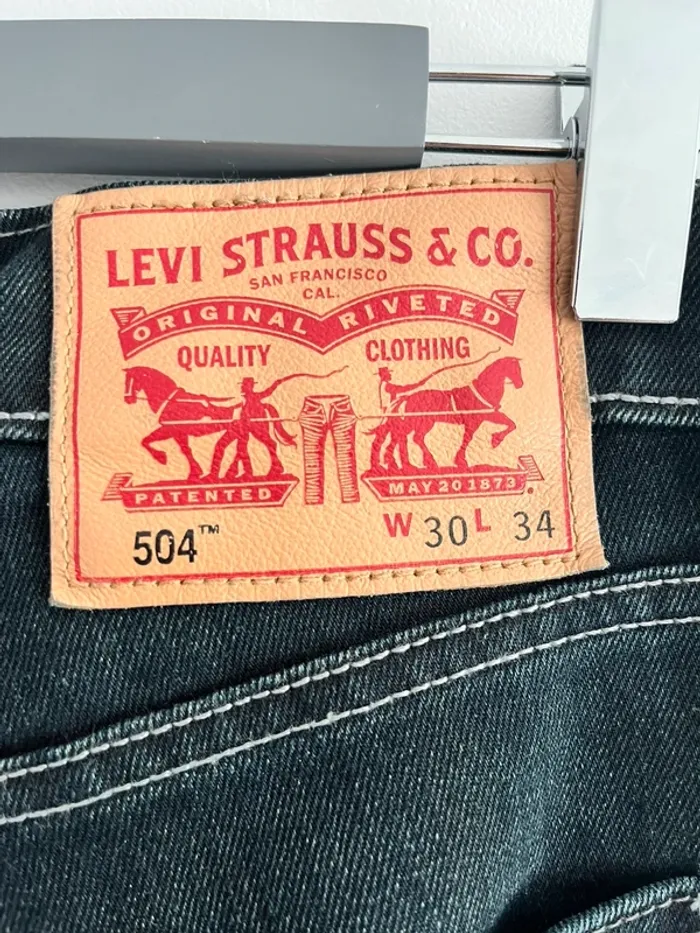 LEVI STRAUSS & CO.
SAN FRANCISCO
CAL.
ORIGINAL RIVETED
QUALITY CLOTHING
PATENTED MAY 20 1873
504™ W 30 L 34